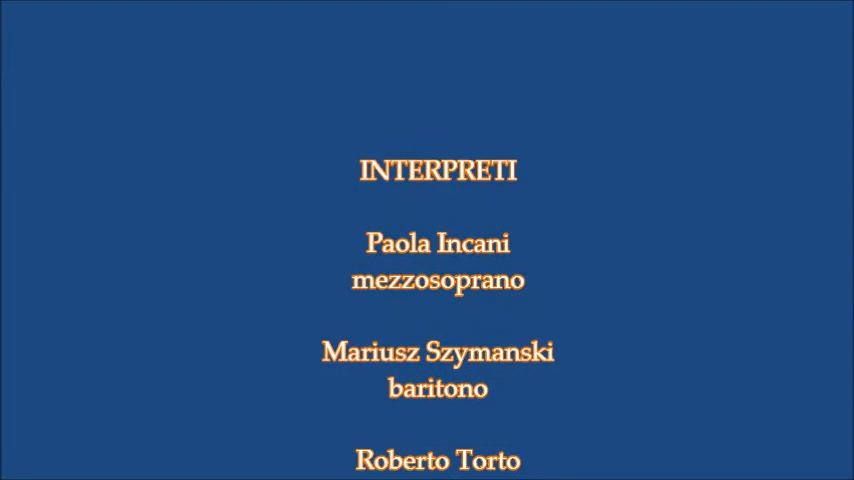 INTERPRETI
Paola Incani
mezzosoprano
Mariusz Szymanski
baritono
Roberto Torto